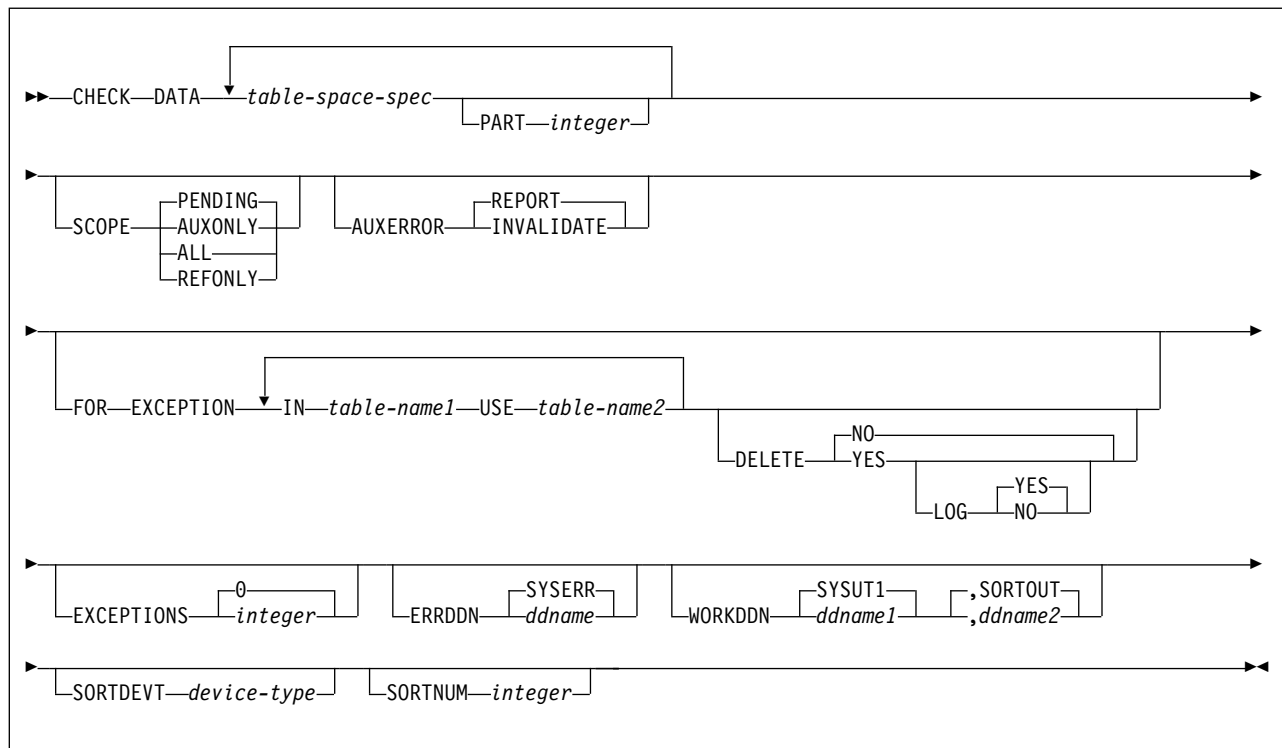 CHECK DATA table-space-spec
PART integer
PENDING
SCOPE AUXONLY
ALL
REFONLY
REPORT
AUXERROR INVALIDATE
FOR EXCEPTION IN table-name1 USE table-name2
NO
DELETE YES
YES
LOG NO
0
EXCEPTIONS integer
SYSERR
ERRDDN ddname
SYSUT1 ,SORTOUT
WORKDDN ddname1 ,ddname2
SORTDEVT device-type SORTNUM integer